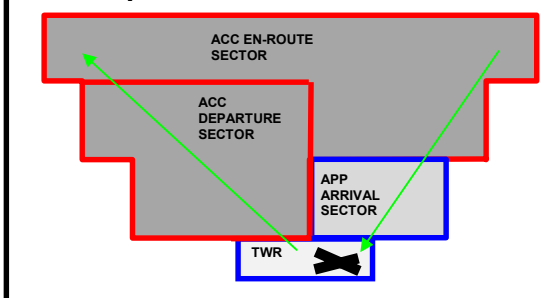 ACC EN-ROUTE
SECTOR
ACC
DEPARTURE
SECTOR
APP
ARRIVAL
SECTOR
TWR